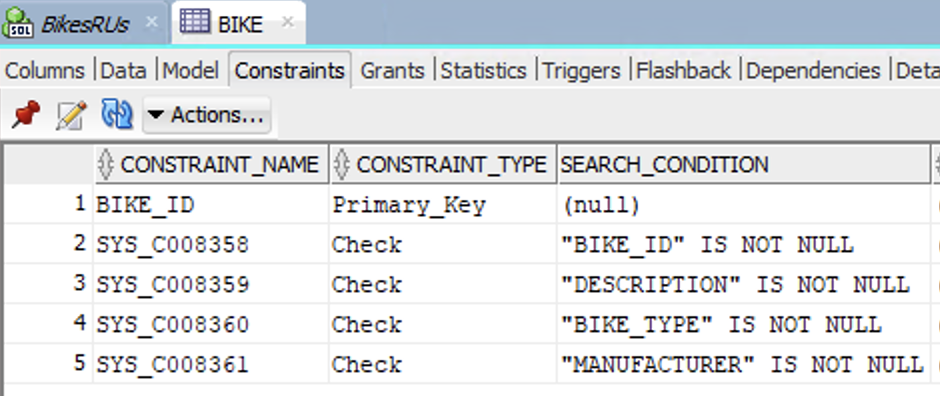 SQL BikesRUs × BIKE ×
Columns | Data | Model | Constraints | Grants | Statistics | Triggers | Flashback | Dependencies | Deta
Actions...
CONSTRAINT_NAME CONSTRAINT_TYPE SEARCH_CONDITION
1 BIKE_ID Primary_Key (null)
2 SYS_C008358 Check "BIKE_ID" IS NOT NULL
3 SYS_C008359 Check "DESCRIPTION" IS NOT NULL
4 SYS_C008360 Check "BIKE_TYPE" IS NOT NULL
5 SYS_C008361 Check "MANUFACTURER" IS NOT NULL